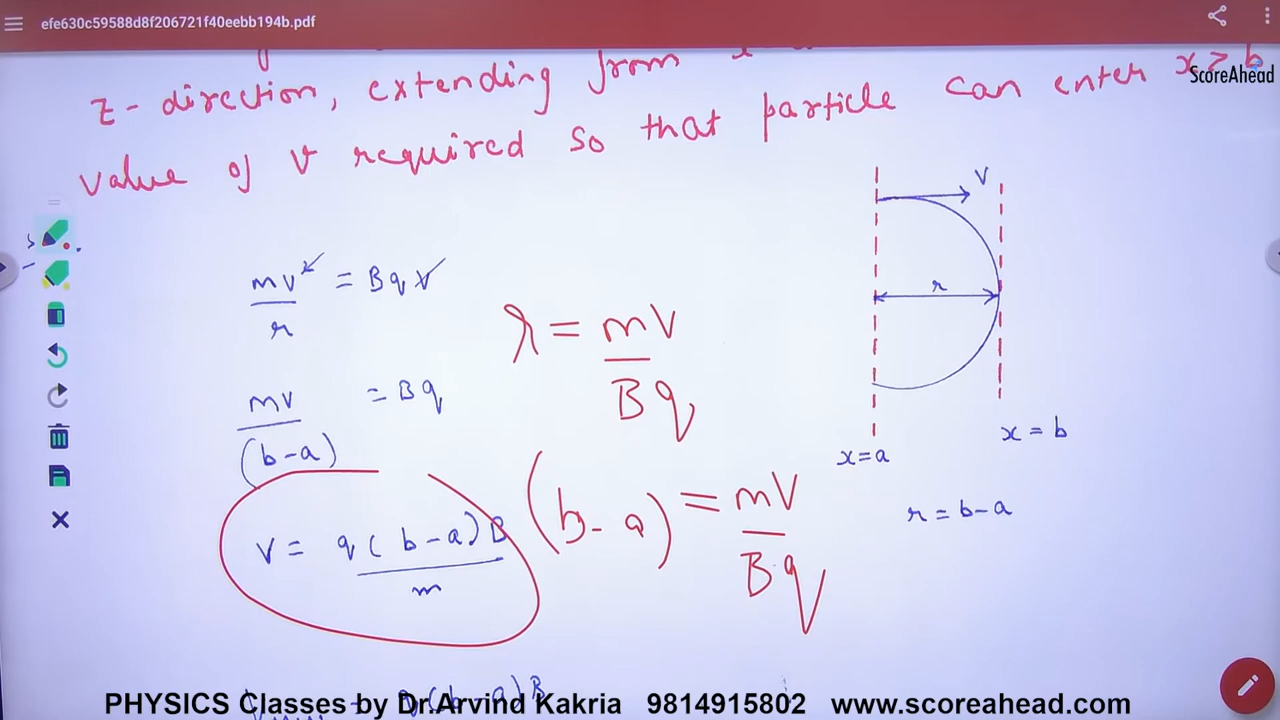 efe630c59588d8f206721f40eebb194b.pdf
z-direction, extending from x
ScoreAhead
value of v required so that particle can enter x > b
V
mv² = Bqv
r
r = mV
Bq
r
mv = Bq
(b-a)
x = b
x=a
(b-a) = mV
Bq
r = b-a
v = q(b-a)B
m
q(b-a)B
PHYSICS Classes by Dr.Arvind Kakria 9814915802 www.scoreahead.com